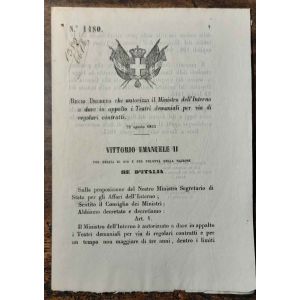 N.° 1480.
REGIO DECRETO che autorizza il Ministro dell'Interno
a dare in appalto i Teatri demaniali per via di
regolari contratti.
agosto 1863
VITTORIO EMANUELE II
PER GRAZIA DI DIO E PER VOLONTÀ DELLA NAZIONE
RE D'ITALIA
Sulla proposizione del Nostro Ministro Segretario di
Stato per gli Affari dell'Interno;
Sentito il Consiglio dei Ministri;
Abbiamo decretato e decretiamo:
Art. 1.
Il Ministro dell'Interno è autorizzato a dare in appalto
i Teatri demaniali per via di regolari contratti e per
un tempo non maggiore di tre anni, dentro i limiti